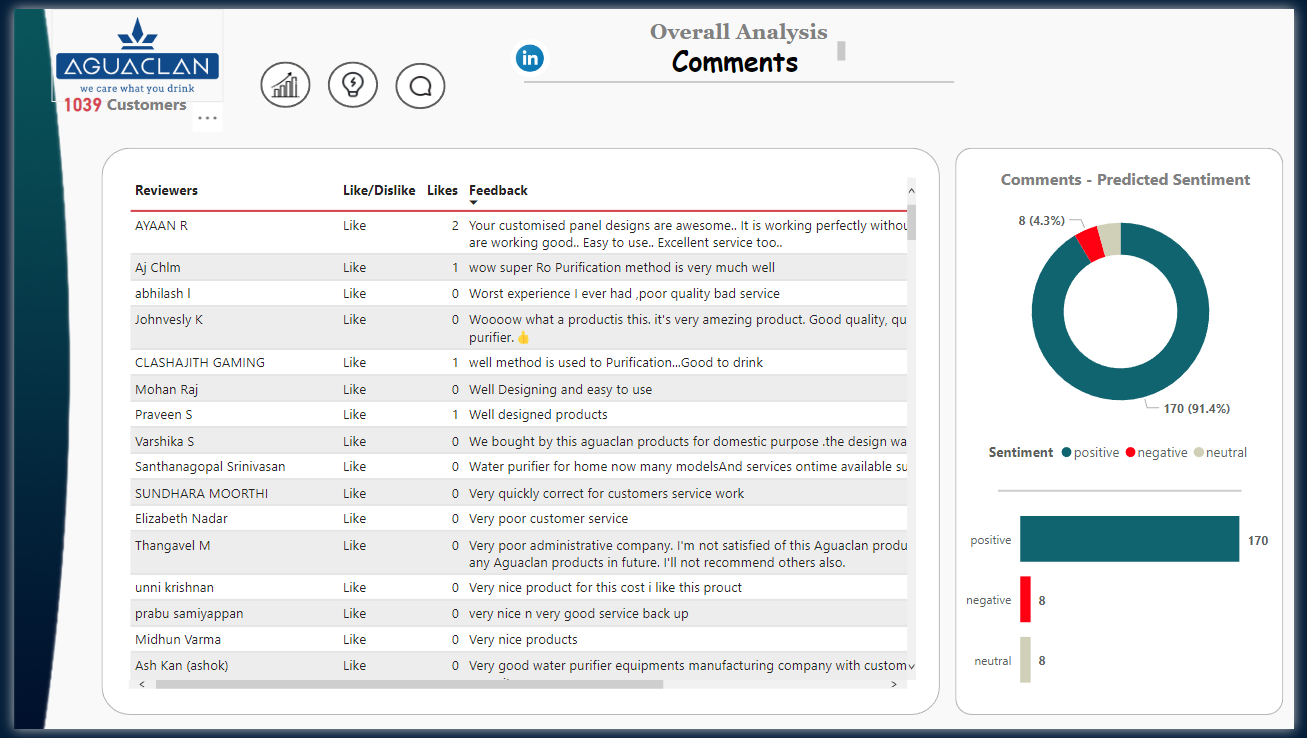 AGUACLAN
we care what you drink
1039 Customers
in
Overall Analysis
Comments
Reviewers Like/Dislike Likes Feedback
AYAAN R Like 2 Your customised panel designs are awesome.. It is working perfectly withou
are working good.. Easy to use.. Excellent service too..
Aj Chlm Like 1 wow super Ro Purification method is very much well
abhilash l Like 0 Worst experience I ever had ,poor quality bad service
Johnvesly K Like 0 Woooow what a productis this. it's very amezing product. Good quality, qu
purifier. 👍
CLASHAJITH GAMING Like 1 well method is used to Purification...Good to drink
Mohan Raj Like 0 Well Designing and easy to use
Praveen S Like 1 Well designed products
Varshika S Like 0 We bought by this aguaclan products for domestic purpose .the design wa
Santhanagopal Srinivasan Like 0 Water purifier for home now many modelsAnd services ontime available su
SUNDHARA MOORTHI Like 0 Very quickly correct for customers service work
Elizabeth Nadar Like 0 Very poor customer service
Thangavel M Like 0 Very poor administrative company. I'm not satisfied of this Aguaclan produ
any Aguaclan products in future. I'll not recommend others also.
unni krishnan Like 0 Very nice product for this cost i like this prouct
prabu samiyappan Like 0 very nice n very good service back up
Midhun Varma Like 0 Very nice products
Ash Kan (ashok) Like 0 Very good water purifier equipments manufacturing company with custom
Comments - Predicted Sentiment
8 (4.3%)
170 (91.4%)
Sentiment positive negative neutral
positive 170
negative 8
neutral 8